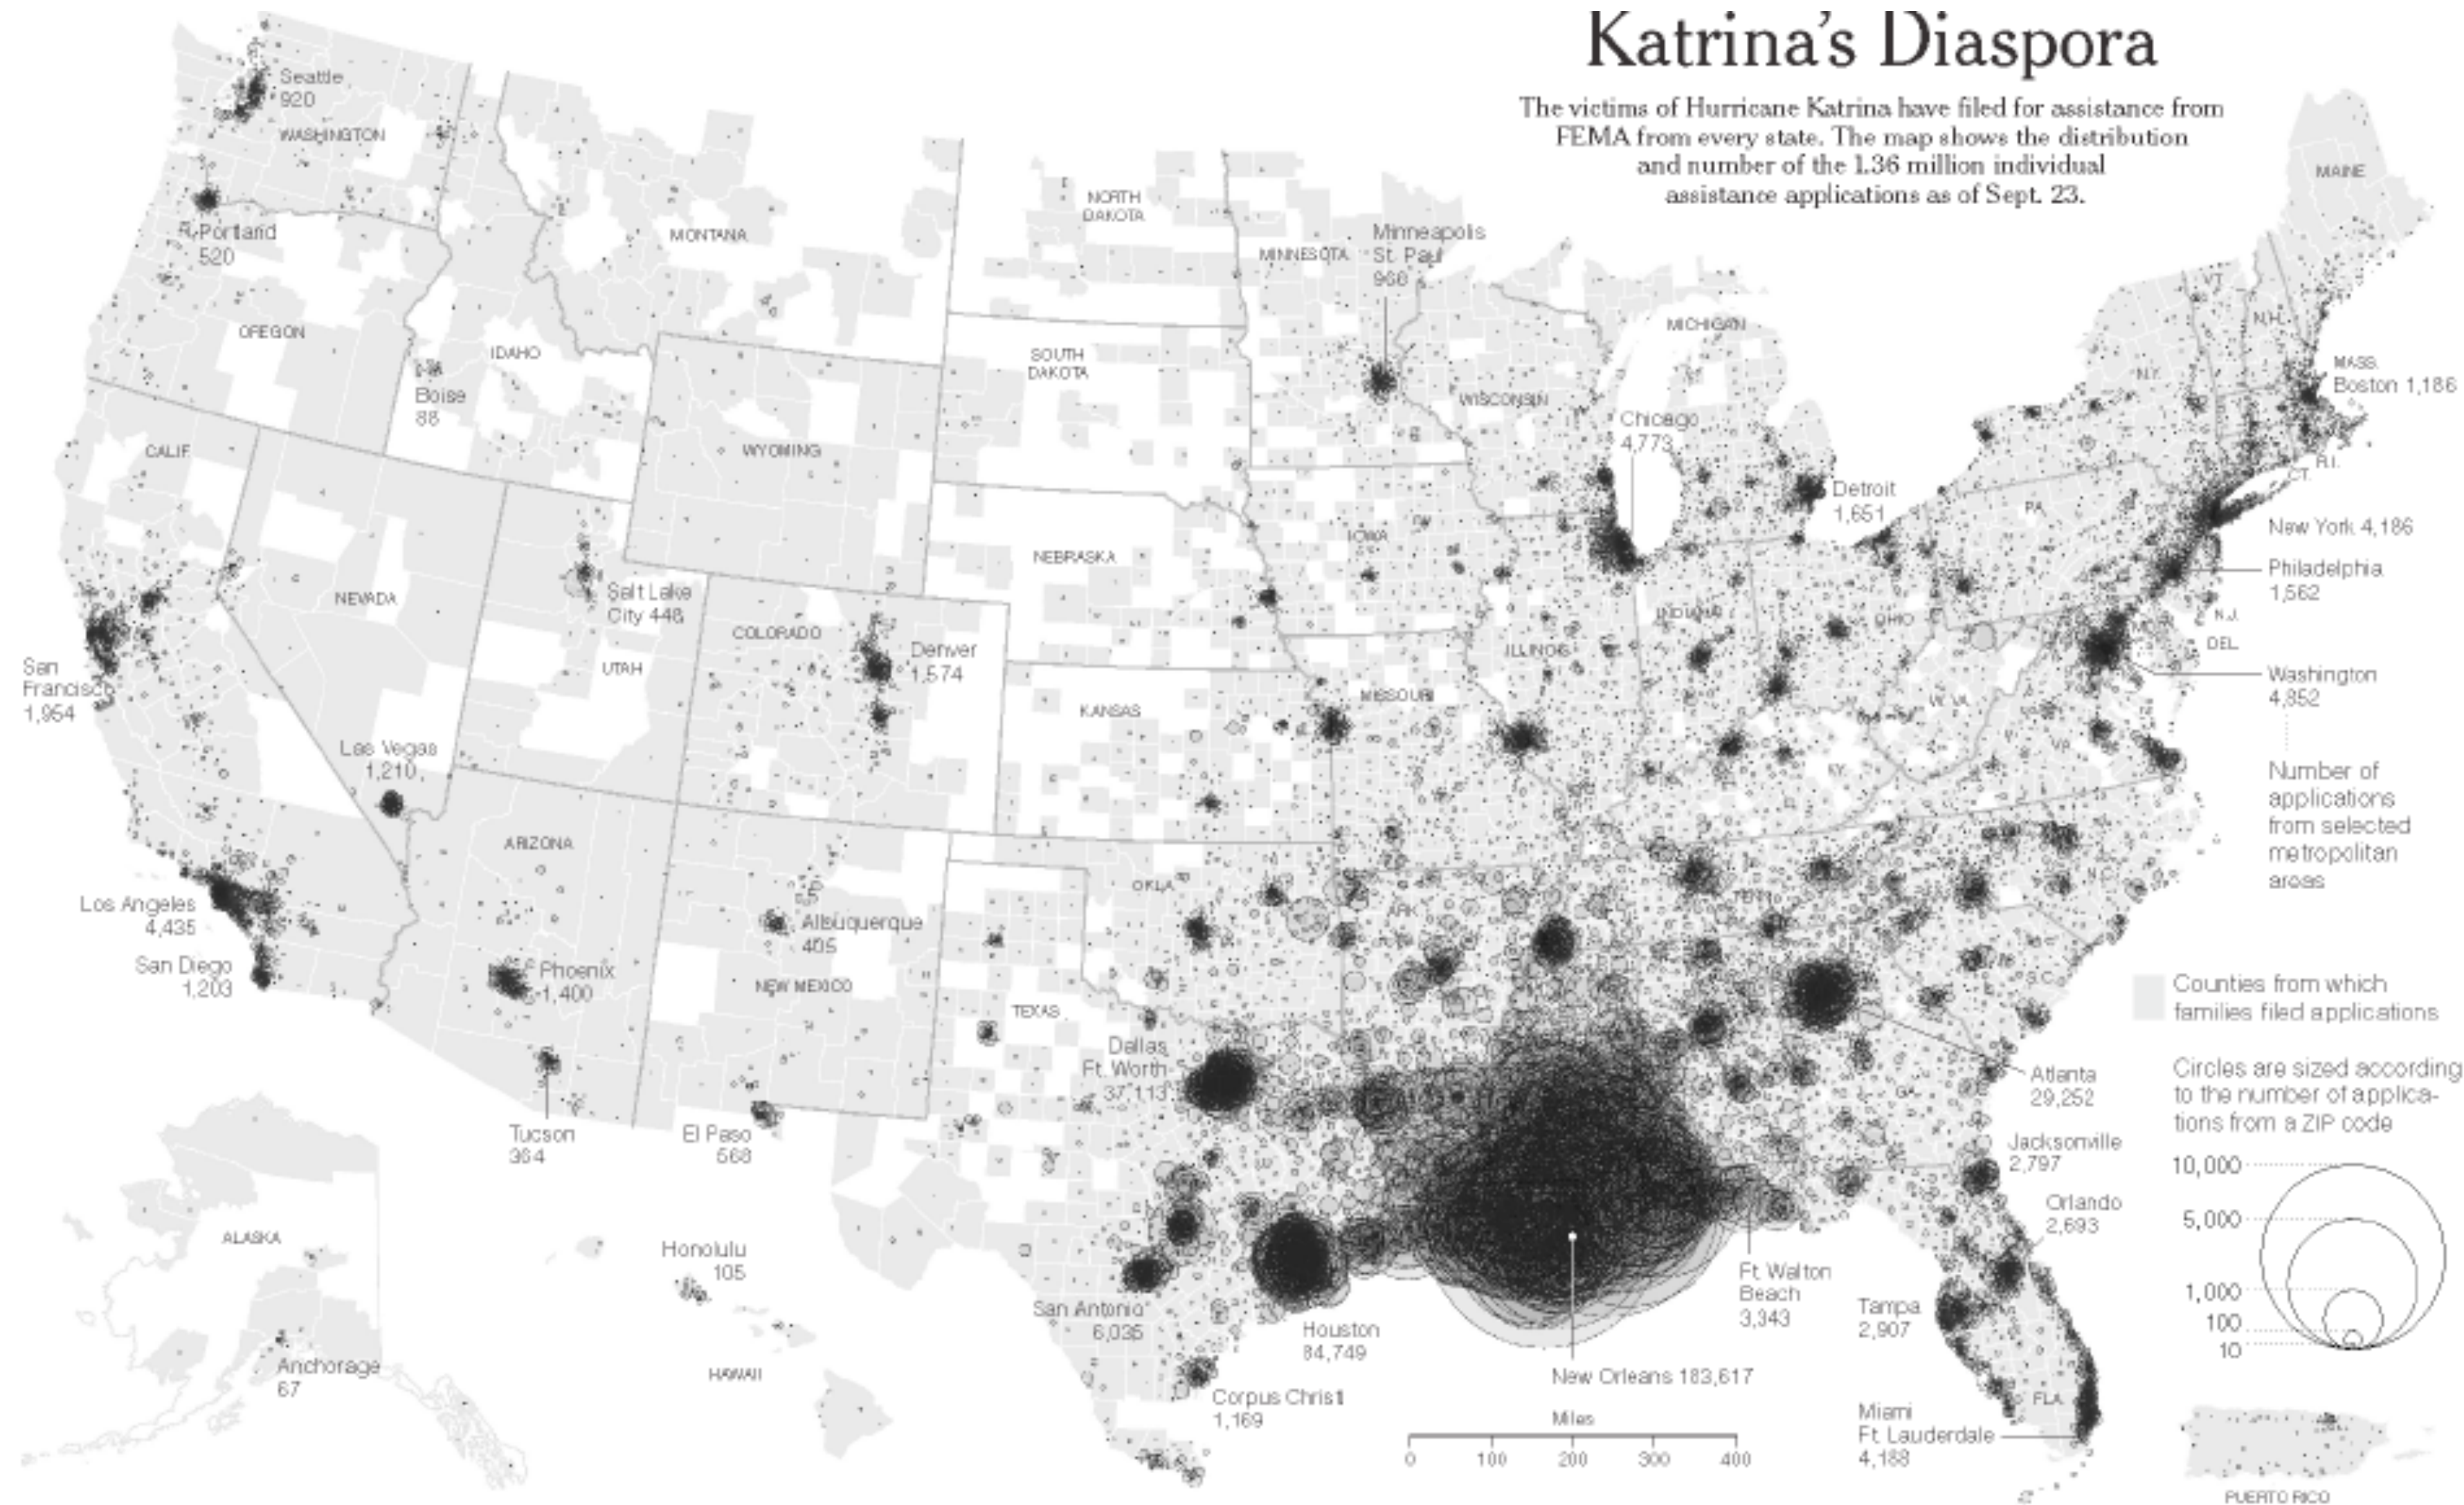 Katrina's Diaspora
The victims of Hurricane Katrina have filed for assistance from
FEMA from every state. The map shows the distribution
and number of the 1.36 million individual
assistance applications as of Sept. 23.
Seattle
920
WASHINGTON
Portland
520
OREGON
MONTANA
IDAHO
Boise
88
NORTH
DAKOTA
SOUTH
DAKOTA
MINNESOTA
Minneapolis
St. Paul
966
WISCONSIN
MICHIGAN
Chicago
4,773
Detroit
1,651
MAINE
VT.
N.H.
N.Y.
MASS.
Boston 1,186
R.I.
CT.
PA.
New York 4,186
Philadelphia
1,562
N.J.
DEL.
Washington
4,852
Number of
applications
from selected
metropolitan
areas
CALIF.
NEVADA
WYOMING
NEBRASKA
IOWA
Salt Lake
City 448
UTAH
COLORADO
Denver
1,574
KANSAS
MISSOURI
ILLINOIS
INDIANA
OHIO
W. VA.
VA.
KY.
San
Francisco
1,954
Las Vegas
1,210
Los Angeles
4,435
San Diego
1,203
ARIZONA
Phoenix
1,400
Tucson
364
Albuquerque
405
NEW MEXICO
El Paso
568
OKLA.
ARK.
TENN.
N.C.
S.C.
GA.
TEXAS
Dallas
Ft. Worth
37,113
San Antonio
6,035
Houston
84,749
Corpus Christi
1,169
New Orleans 183,617
Ft. Walton
Beach
3,343
Atlanta
29,252
Jacksonville
2,797
Orlando
2,693
Tampa
2,907
FLA.
Miami
Ft. Lauderdale
4,188
Counties from which
families filed applications
Circles are sized according
to the number of applica-
tions from a ZIP code
10,000
5,000
1,000
100
10
ALASKA
Anchorage
67
Honolulu
105
HAWAII
Miles
0 100 200 300 400
PUERTO RICO